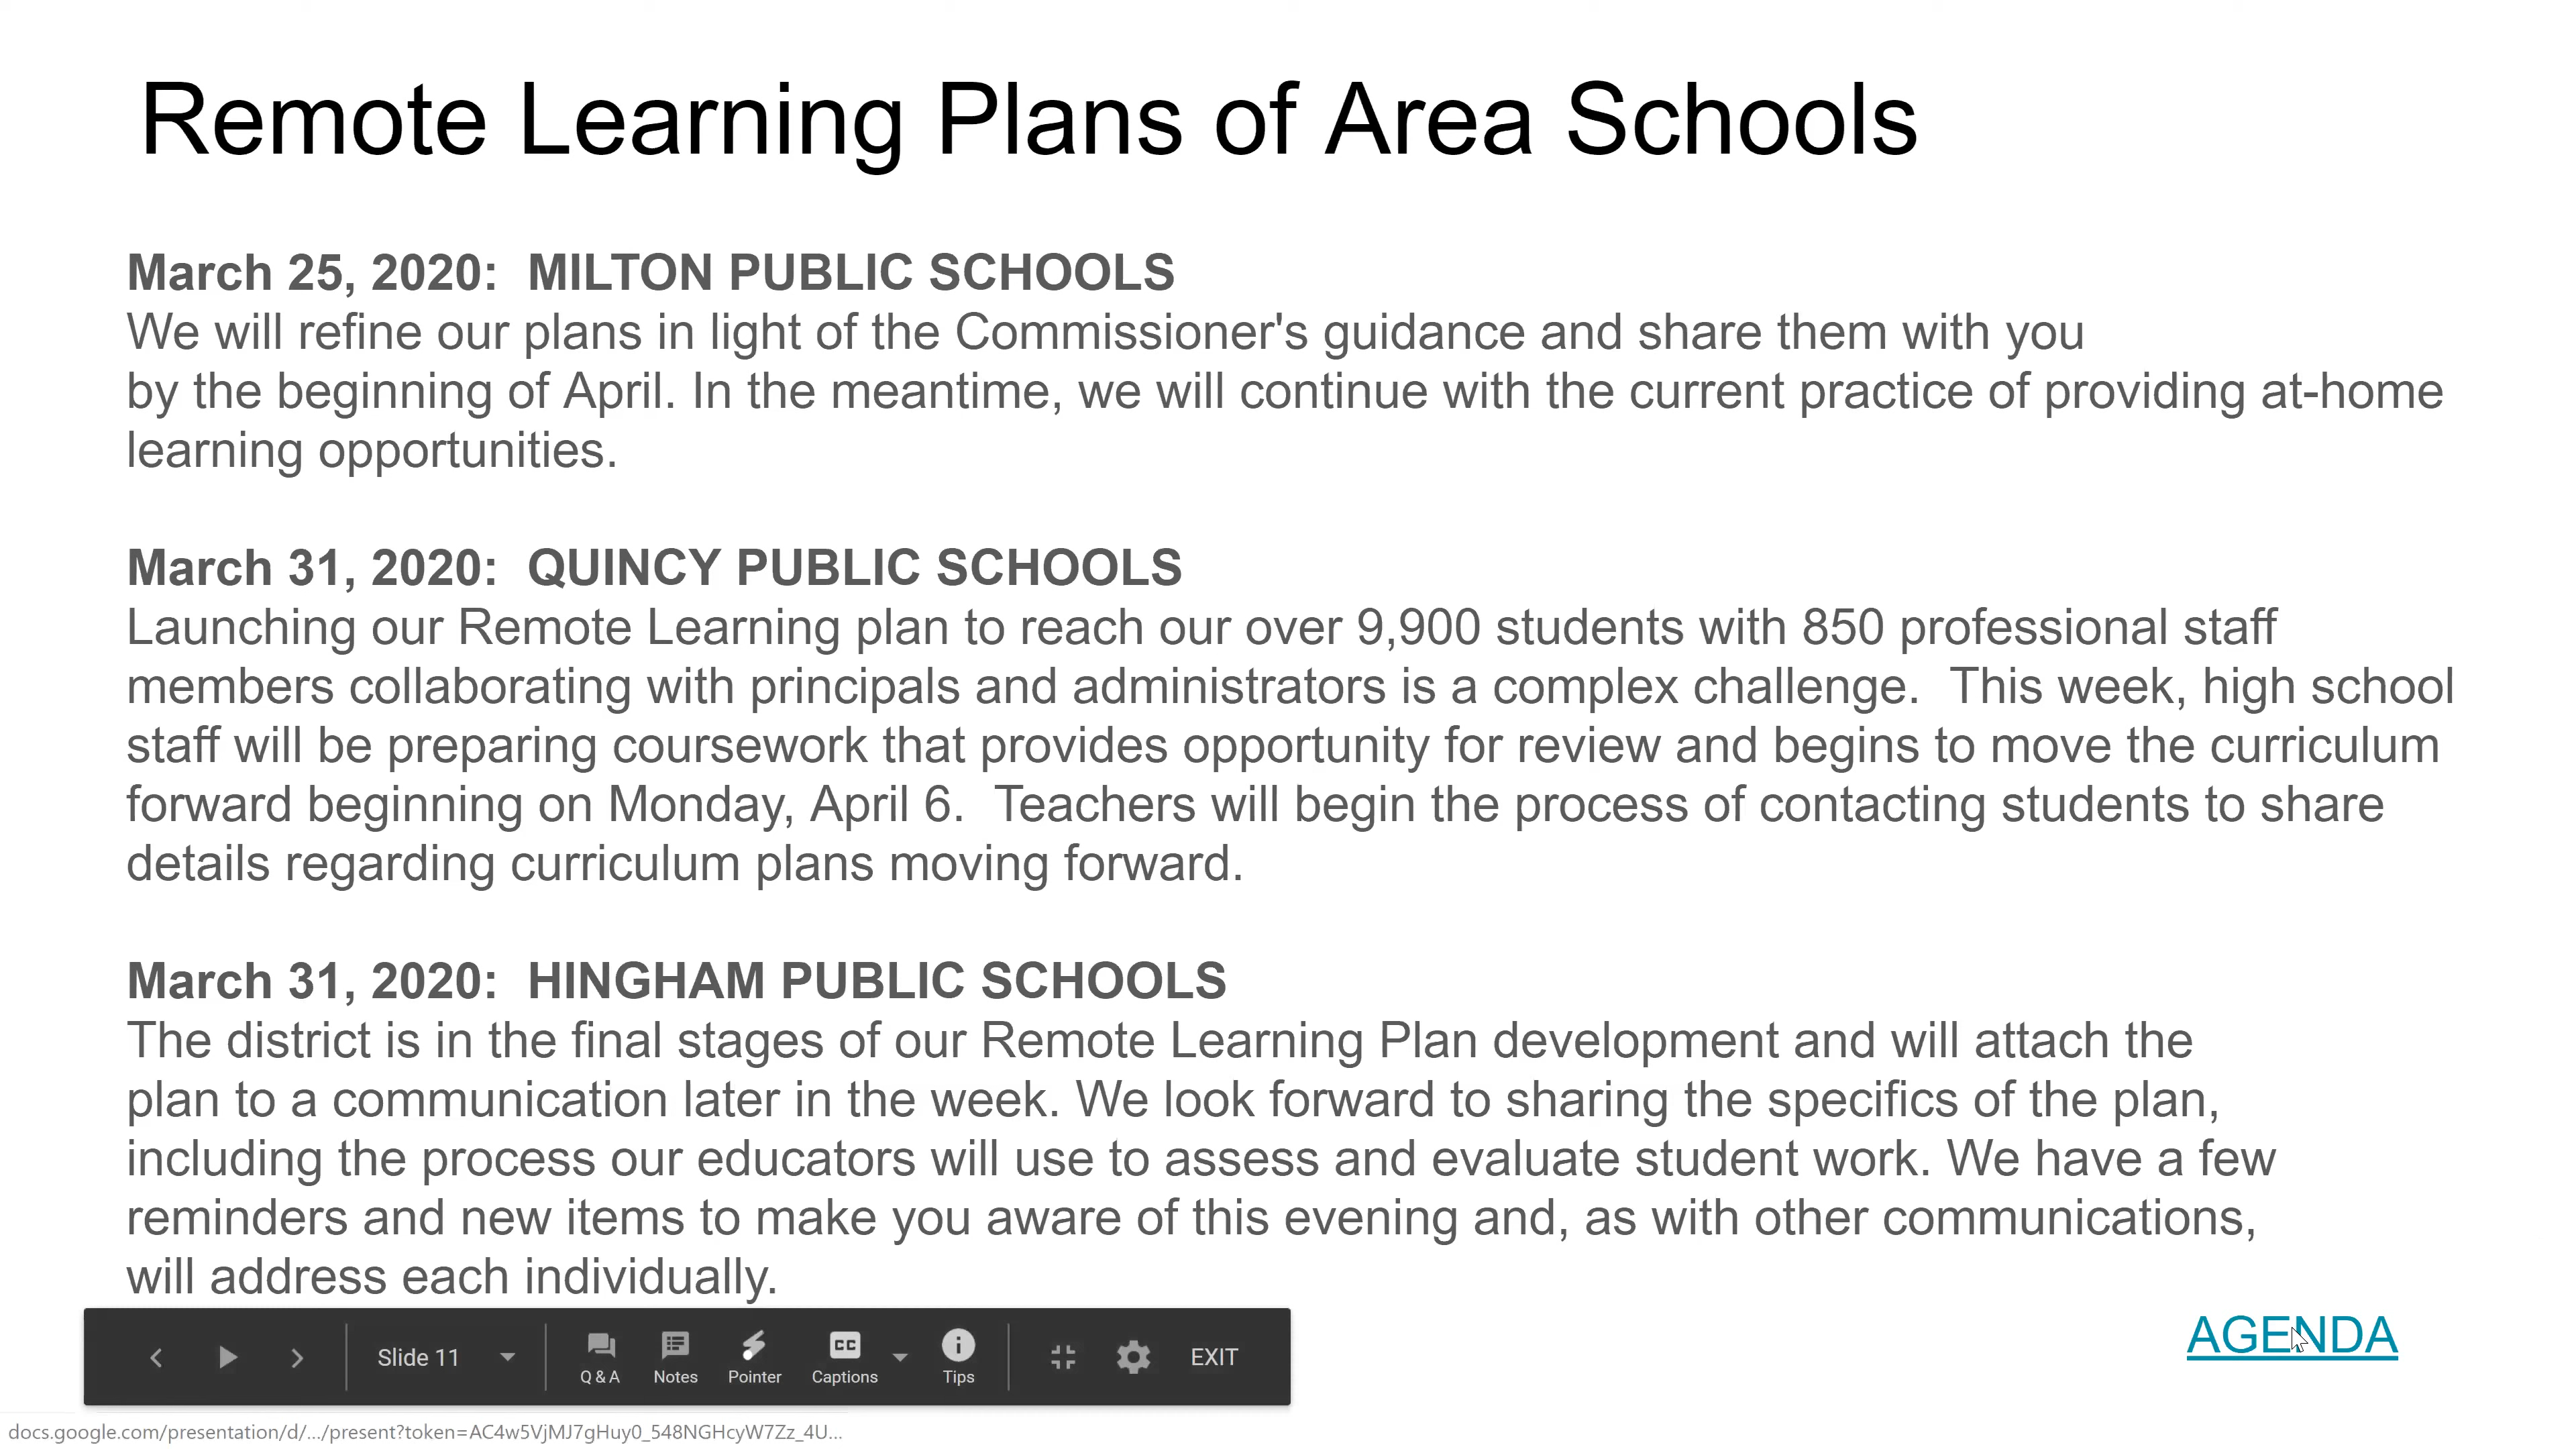 Remote Learning Plans of Area Schools
March 25, 2020:  MILTON PUBLIC SCHOOLS
We will refine our plans in light of the Commissioner's guidance and share them with you
by the beginning of April. In the meantime, we will continue with the current practice of providing at-home
learning opportunities.
March 31, 2020:  QUINCY PUBLIC SCHOOLS
Launching our Remote Learning plan to reach our over 9,900 students with 850 professional staff
members collaborating with principals and administrators is a complex challenge.  This week, high school
staff will be preparing coursework that provides opportunity for review and begins to move the curriculum
forward beginning on Monday, April 6.  Teachers will begin the process of contacting students to share
details regarding curriculum plans moving forward.
March 31, 2020:  HINGHAM PUBLIC SCHOOLS
The district is in the final stages of our Remote Learning Plan development and will attach the
plan to a communication later in the week. We look forward to sharing the specifics of the plan,
including the process our educators will use to assess and evaluate student work. We have a few
reminders and new items to make you aware of this evening and, as with other communications,
will address each individually.
AGENDA
Slide 11
Q & A Notes Pointer CC Captions Tips EXIT
docs.google.com/presentation/d/.../present?token=AC4w5VjMJ7gHuy0_548NGHcyW7Zz_4U...